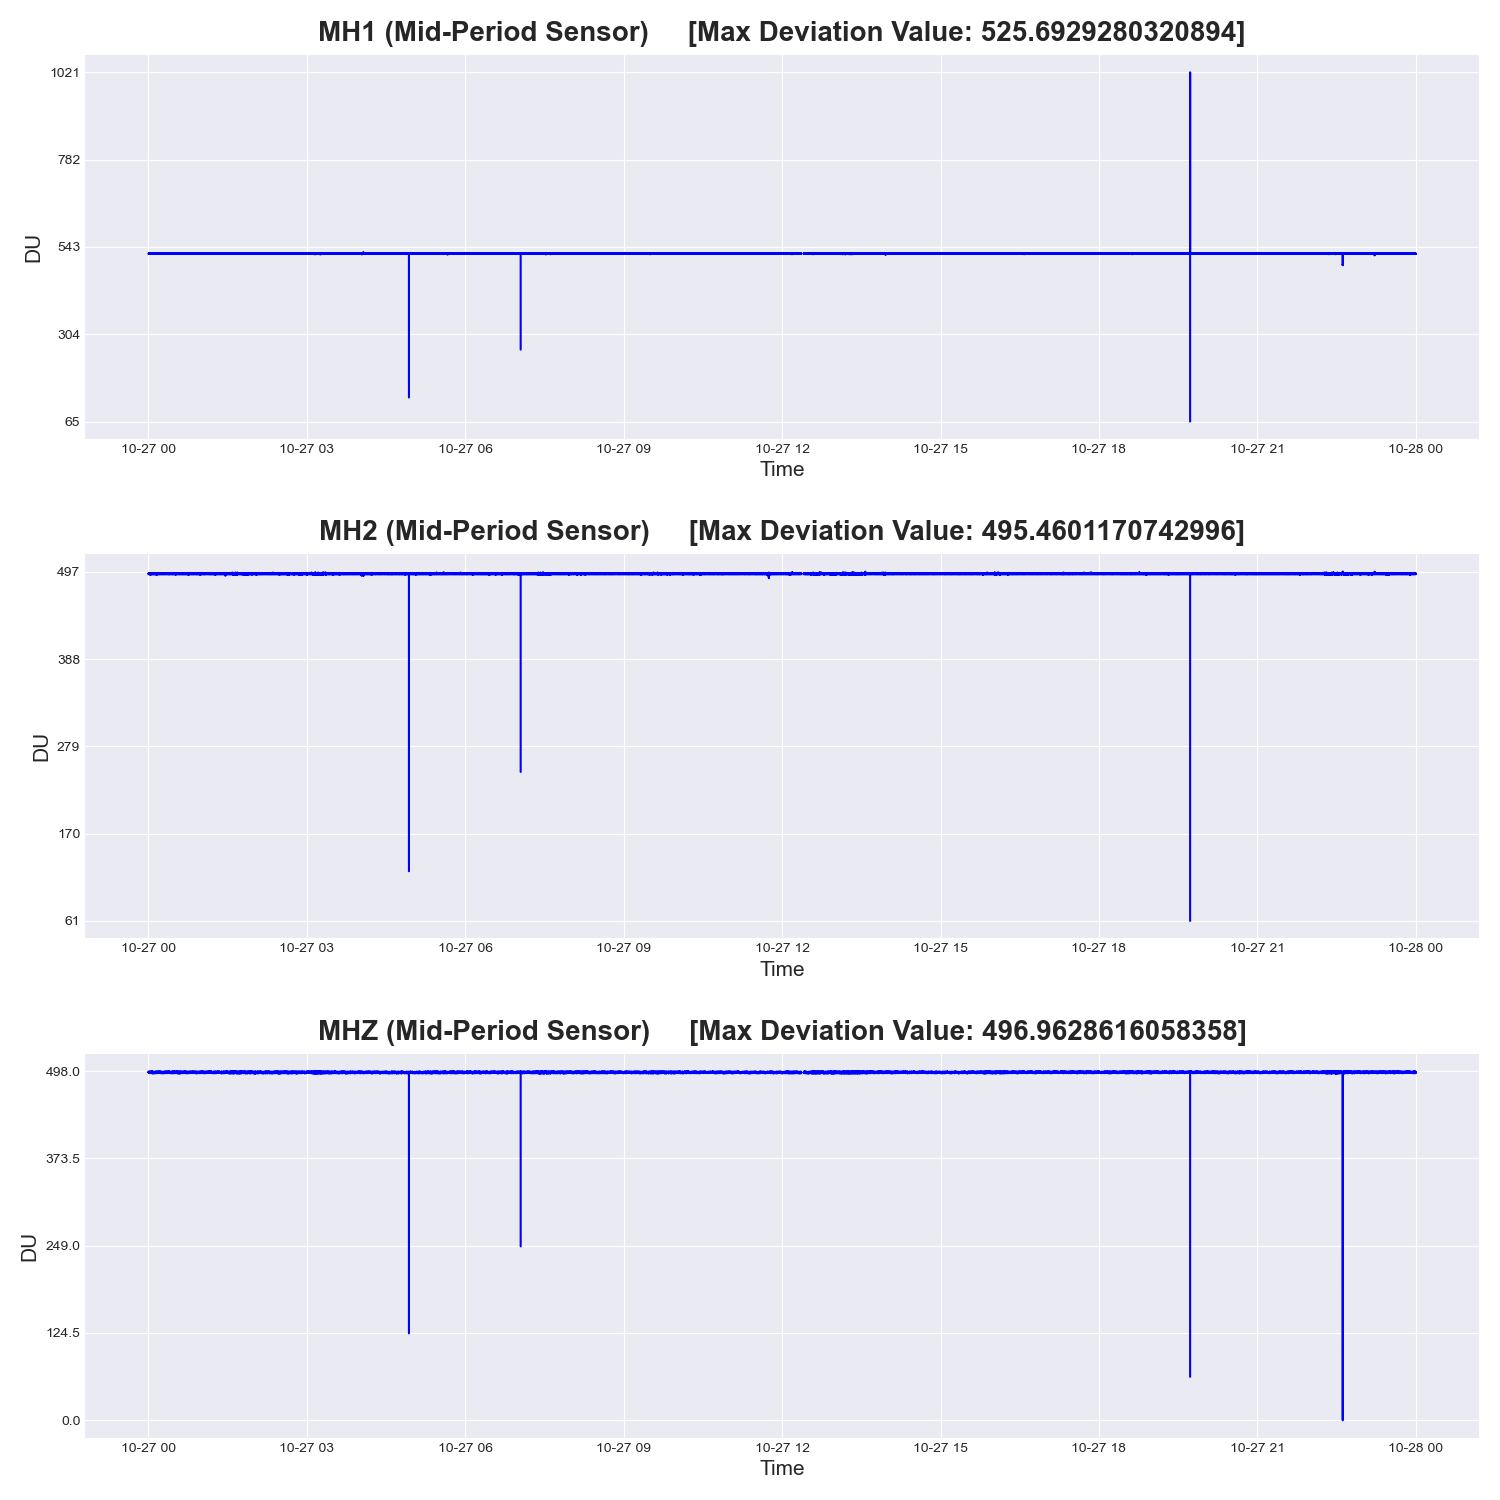 MH1 (Mid-Period Sensor) [Max Deviation Value: 525.6929280320894]
1021
782
543
304
65
DU
10-27 00 10-27 03 10-27 06 10-27 09 10-27 12 10-27 15 10-27 18 10-27 21 10-28 00
Time
MH2 (Mid-Period Sensor) [Max Deviation Value: 495.4601170742996]
497
388
279
170
61
DU
10-27 00 10-27 03 10-27 06 10-27 09 10-27 12 10-27 15 10-27 18 10-27 21 10-28 00
Time
MHZ (Mid-Period Sensor) [Max Deviation Value: 496.9628616058358]
498.0
373.5
249.0
124.5
0.0
DU
10-27 00 10-27 03 10-27 06 10-27 09 10-27 12 10-27 15 10-27 18 10-27 21 10-28 00
Time